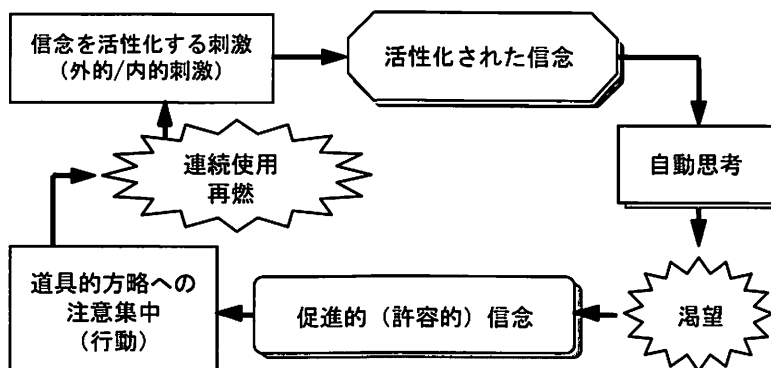 信念を活性化する刺激
(外的/内的刺激)
活性化された信念
自動思考
渇望
促進的（許容的）信念
道具的方略への
注意集中
(行動)
連続使用
再燃